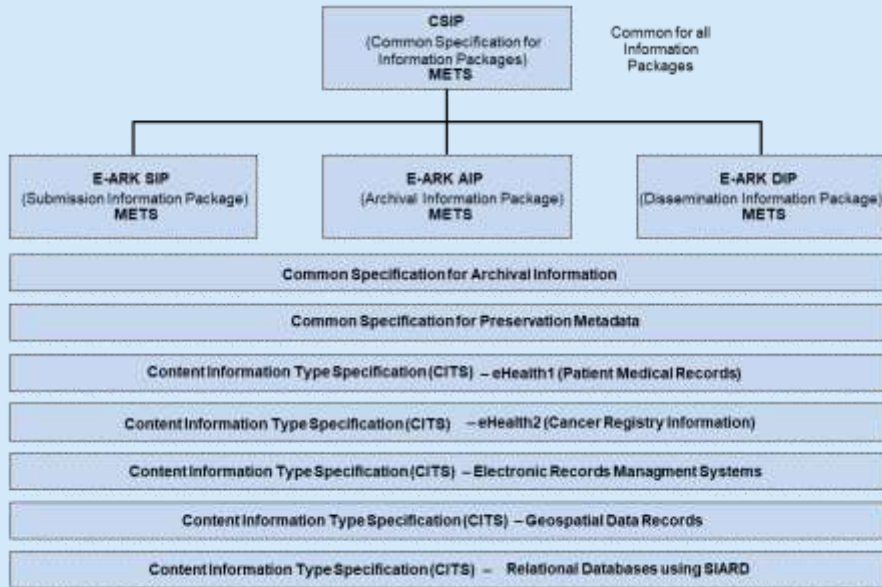 CSIP
(Common Specification for
Information Packages)
METS
Common for all
Information
Packages
E-ARK SIP
(Submission Information Package)
METS
E-ARK AIP
(Archival Information Package)
METS
E-ARK DIP
(Dissemination Information Package)
METS
Common Specification for Archival Information
Common Specification for Preservation Metadata
Content Information Type Specification (CITS) – eHealth1 (Patient Medical Records)
Content Information Type Specification (CITS) – eHealth2 (Cancer Registry Information)
Content Information Type Specification (CITS) – Electronic Records Managment Systems
Content Information Type Specification (CITS) – Geospatial Data Records
Content Information Type Specification (CITS) – Relational Databases using SIARD